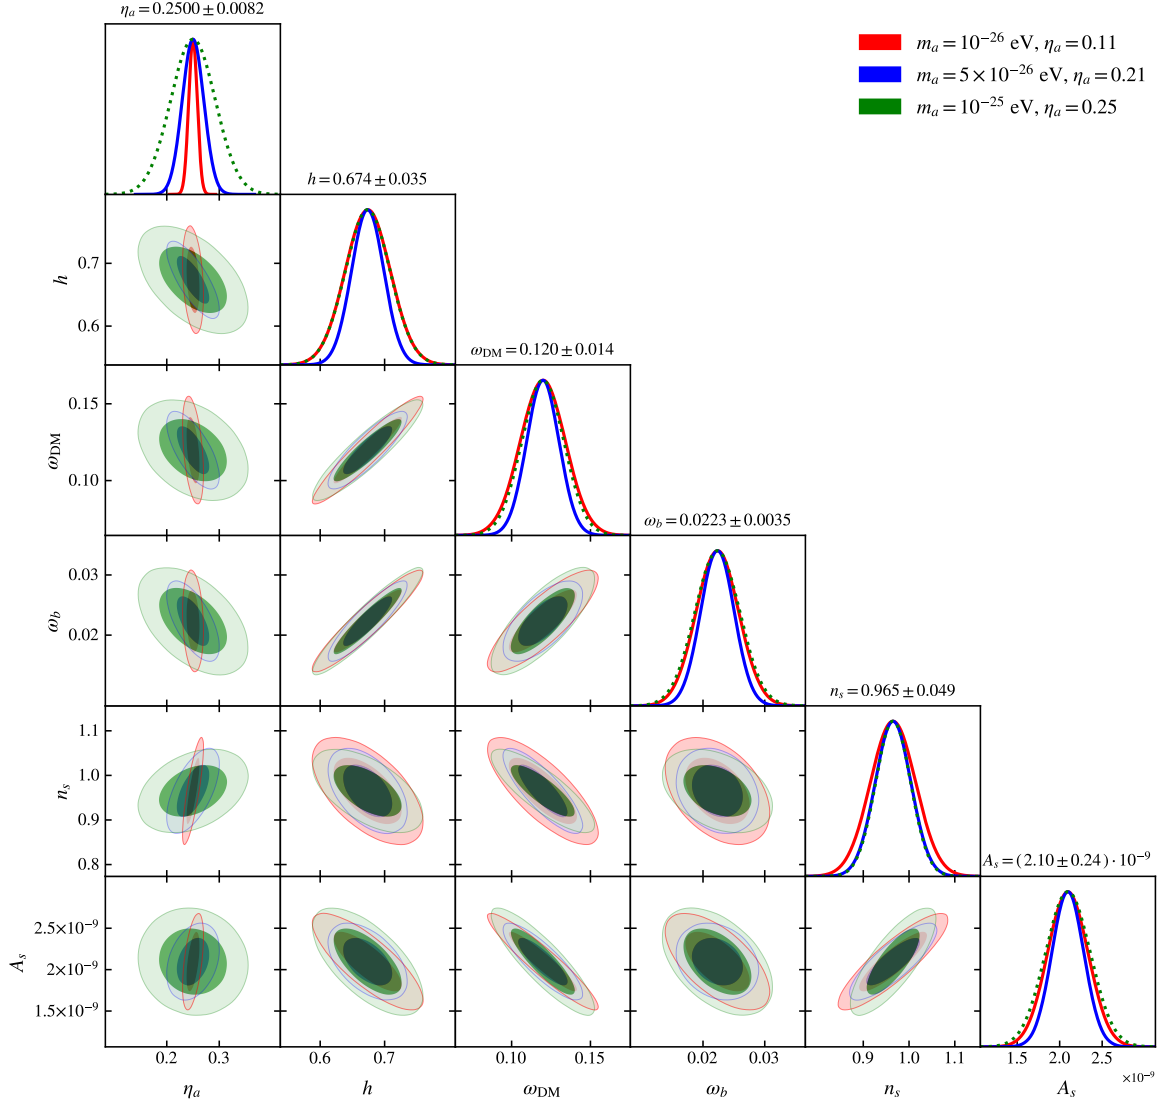 η_a = 0.2500 ± 0.0082
m_a = 10^−26 eV, η_a = 0.11
m_a = 5 × 10^−26 eV, η_a = 0.21
m_a = 10^−25 eV, η_a = 0.25
h = 0.674 ± 0.035
0.7
h
0.6
ω_DM = 0.120 ± 0.014
0.15
ω_DM
0.10
ω_b = 0.0223 ± 0.0035
0.03
ω_b
0.02
n_s = 0.965 ± 0.049
1.1
1.0
n_s
0.9
0.8
A_s = (2.10 ± 0.24) · 10^−9
2.5×10^−9
A_s
2×10^−9
1.5×10^−9
0.2 0.3 0.6 0.7 0.10 0.15 0.02 0.03 0.9 1.0 1.1 1.5 2.0 2.5
×10^−9
η_a h ω_DM ω_b n_s A_s